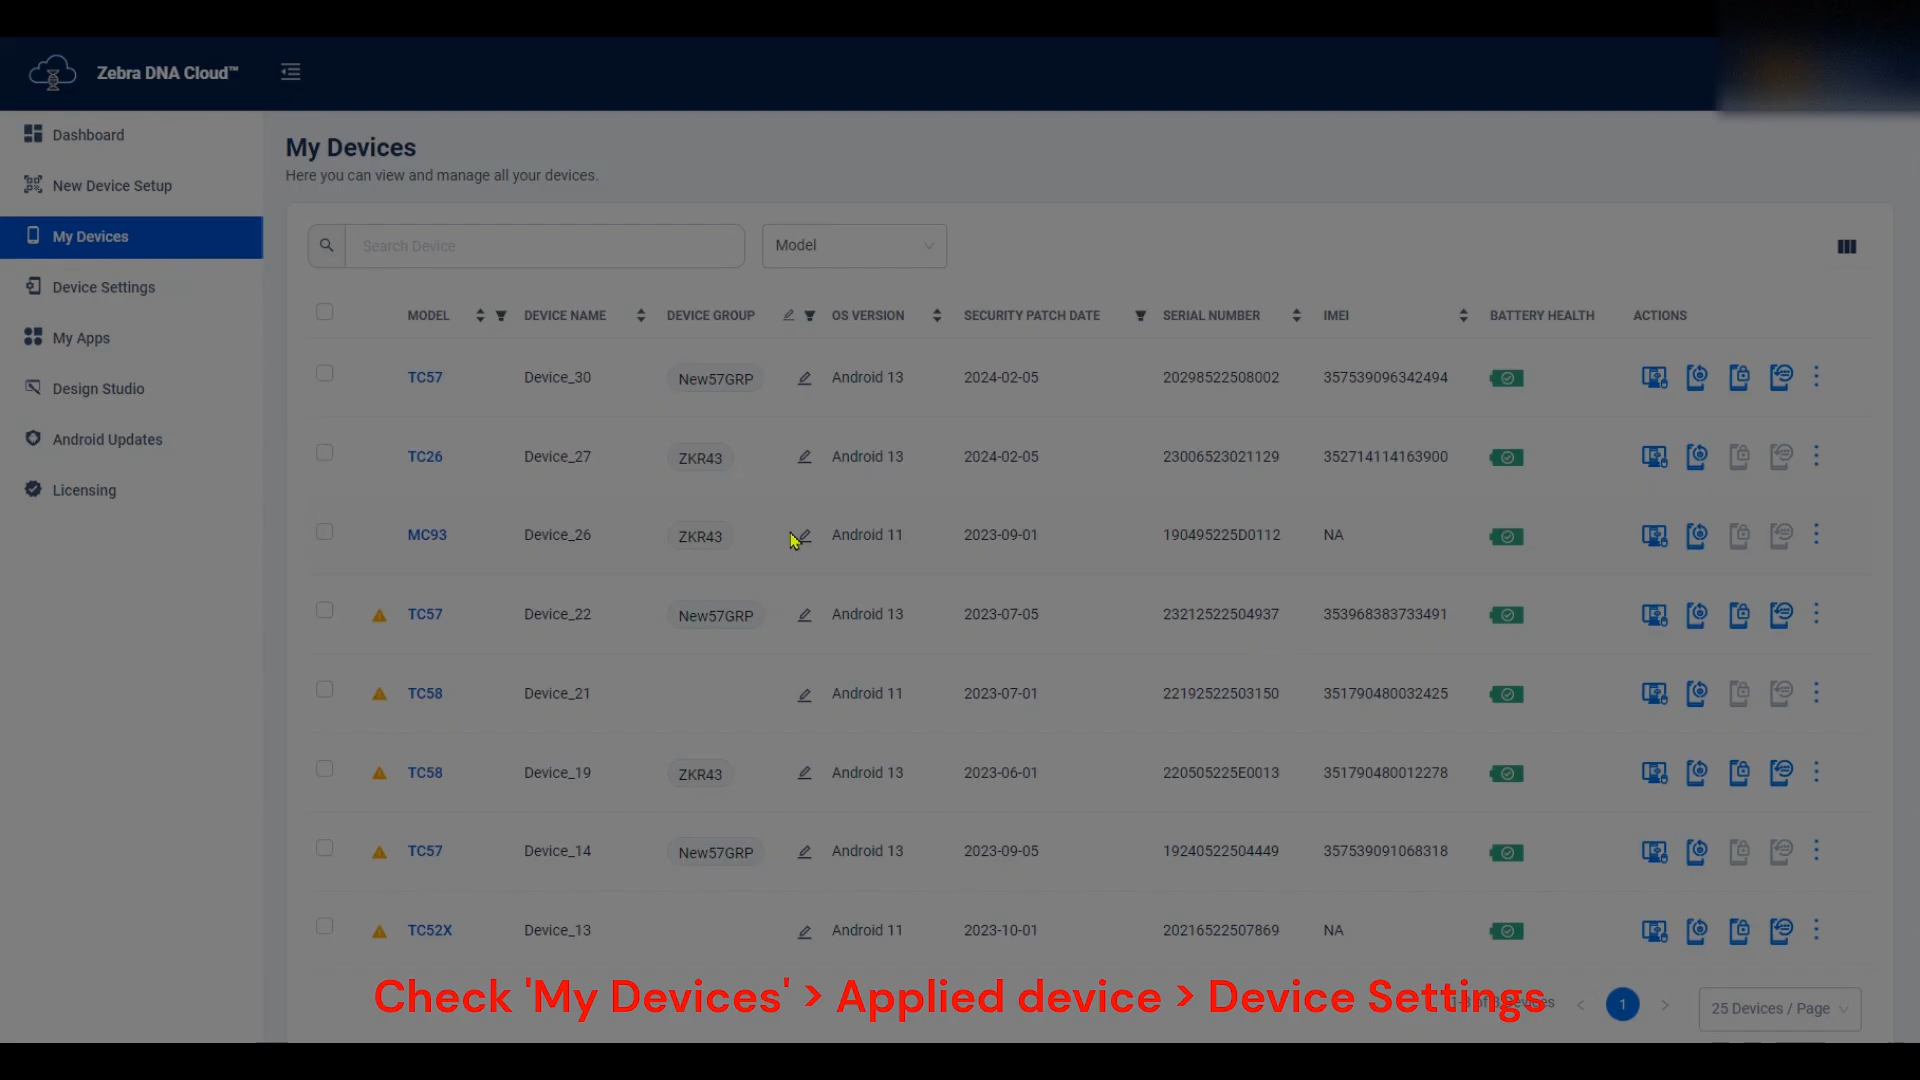 Zebra DNA Cloud™
Dashboard
New Device Setup
My Devices
Device Settings
My Apps
Design Studio
Android Updates
Licensing
My Devices
Here you can view and manage all your devices.
Search Device
Model
MODEL DEVICE NAME DEVICE GROUP OS VERSION SECURITY PATCH DATE SERIAL NUMBER IMEI BATTERY HEALTH ACTIONS
TC57 Device_30 New57GRP Android 13 2024-02-05 20298522508002 357539096342494
TC26 Device_27 ZKR43 Android 13 2024-02-05 23006523021129 352714114163900
MC93 Device_26 ZKR43 Android 11 2023-09-01 190495225D0112 NA
TC57 Device_22 New57GRP Android 13 2023-07-05 23212522504937 353968383733491
TC58 Device_21 Android 11 2023-07-01 22192522503150 351790480032425
TC58 Device_19 ZKR43 Android 13 2023-06-01 220505225E0013 351790480012278
TC57 Device_14 New57GRP Android 13 2023-09-05 19240522504449 357539091068318
TC52X Device_13 Android 11 2023-10-01 20216522507869 NA
Check 'My Devices' > Applied device > Device Settings
< 1 >
25 Devices / Page